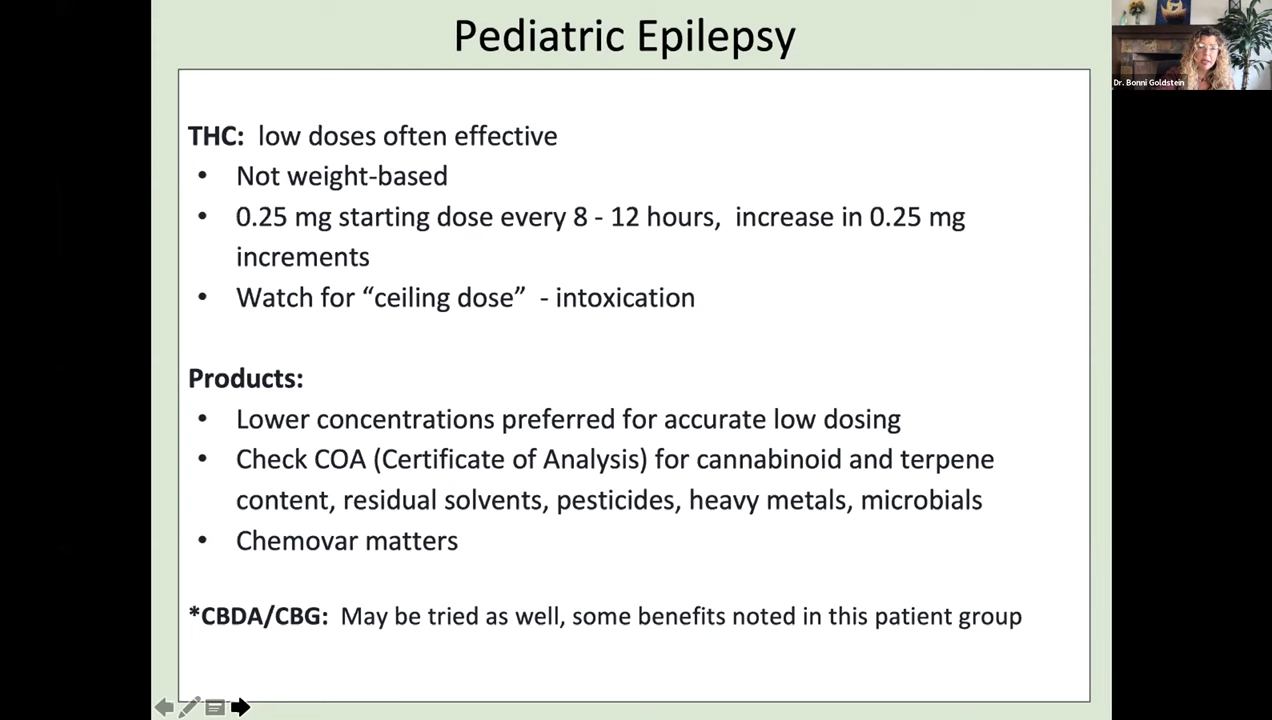 Pediatric Epilepsy
Dr. Bonni Goldstein
THC: low doses often effective
• Not weight-based
• 0.25 mg starting dose every 8 - 12 hours, increase in 0.25 mg
increments
• Watch for “ceiling dose” - intoxication
Products:
• Lower concentrations preferred for accurate low dosing
• Check COA (Certificate of Analysis) for cannabinoid and terpene
content, residual solvents, pesticides, heavy metals, microbials
• Chemovar matters
*CBDA/CBG: May be tried as well, some benefits noted in this patient group